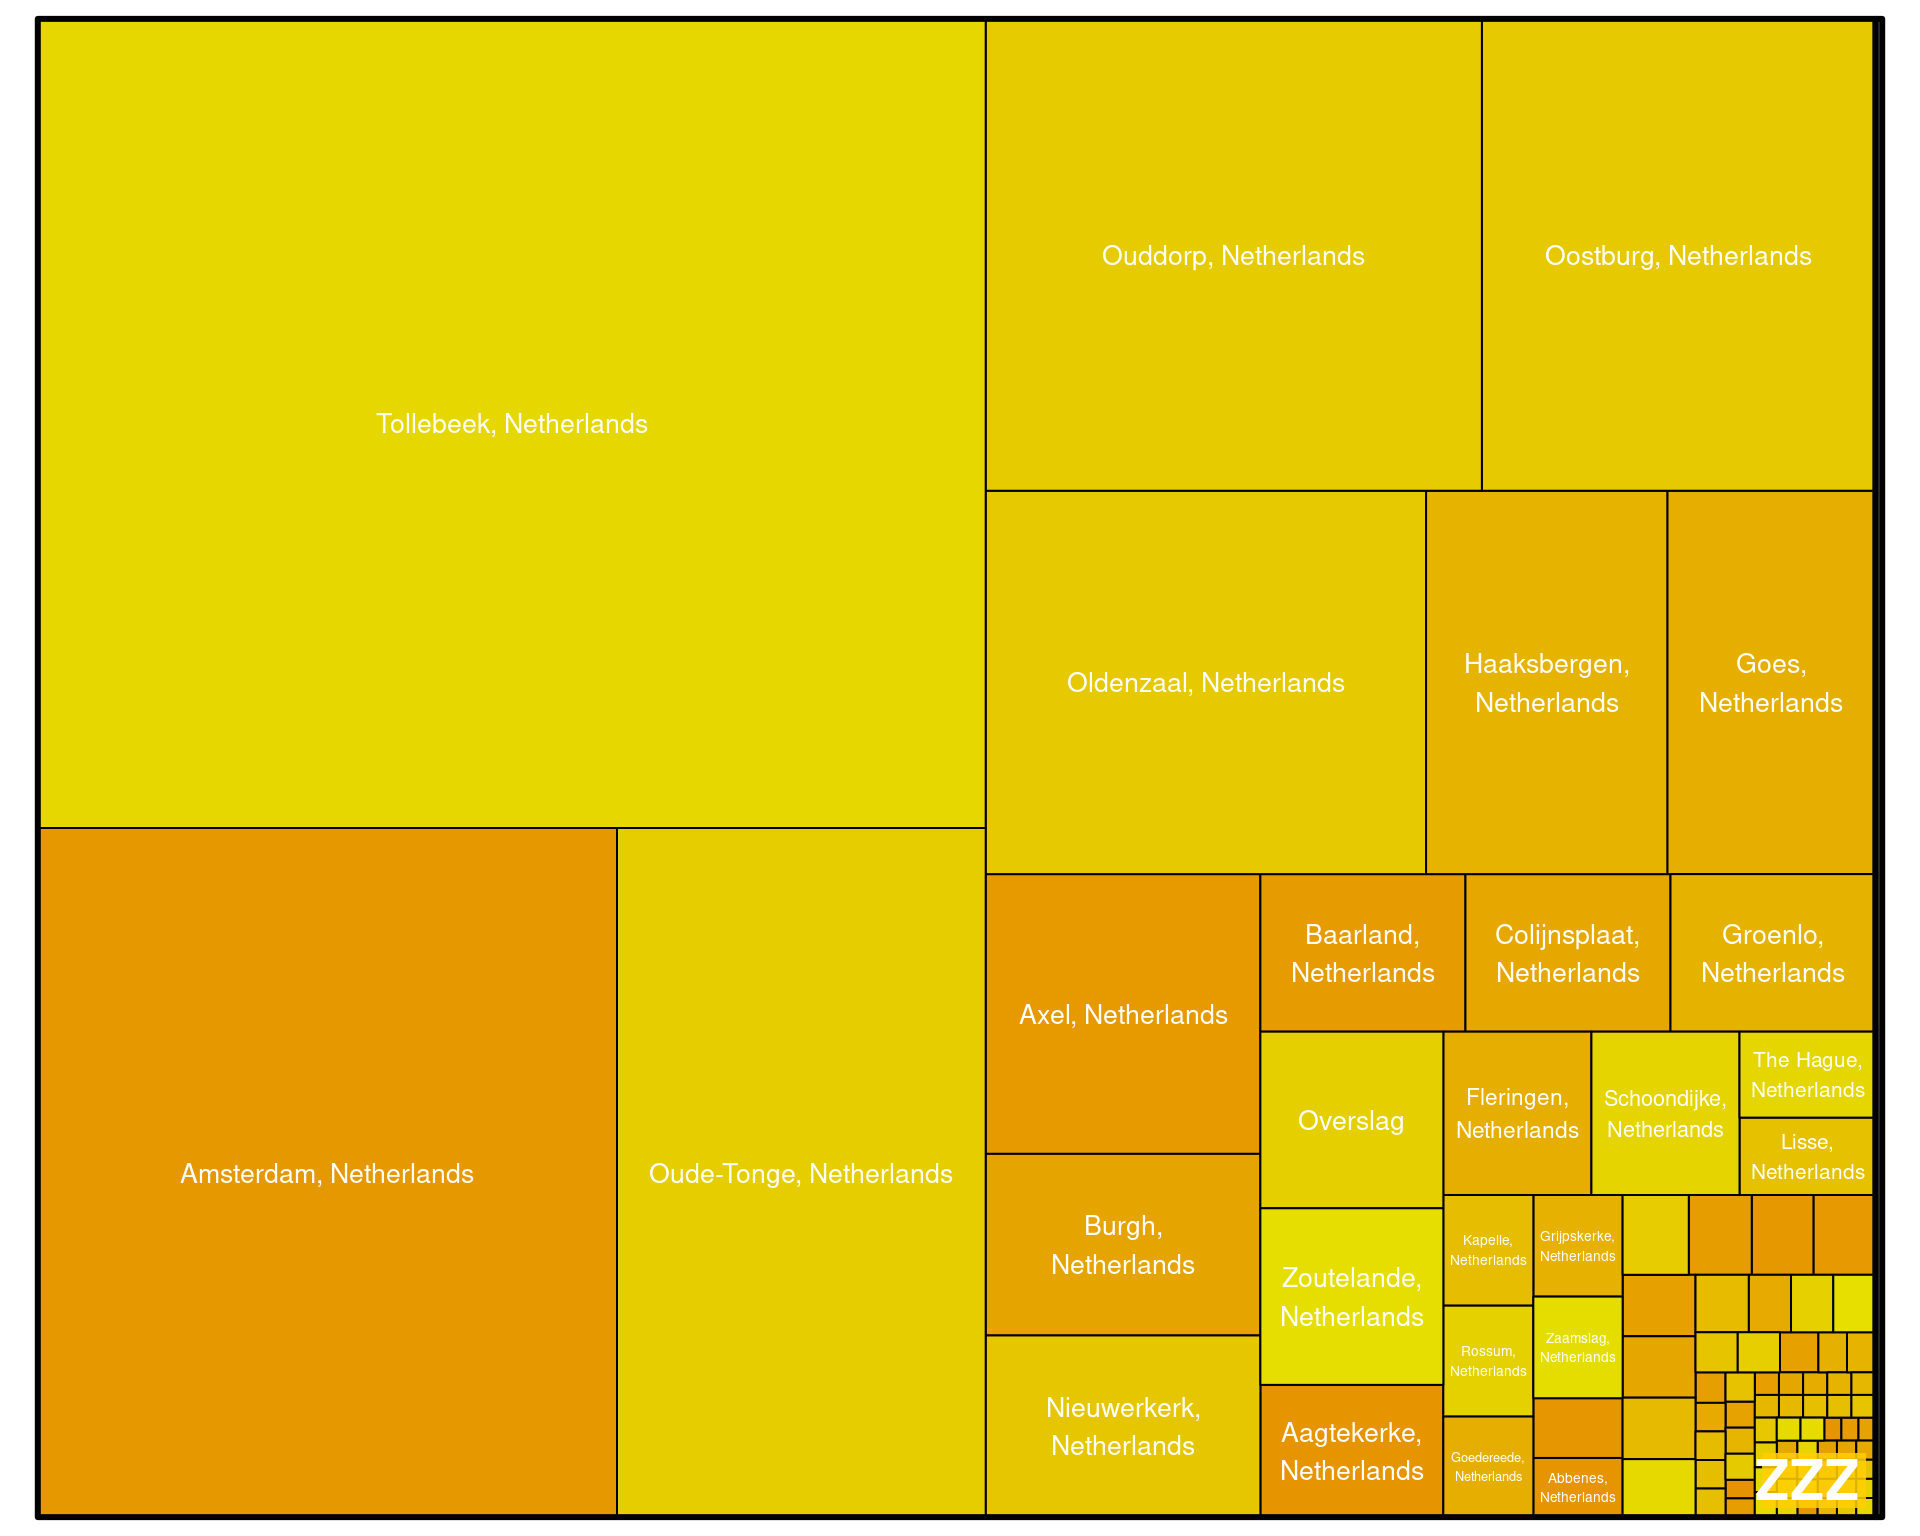 Tollebeek, Netherlands
Ouddorp, Netherlands
Oostburg, Netherlands
Oldenzaal, Netherlands
Haaksbergen,
Netherlands
Goes,
Netherlands
Amsterdam, Netherlands
Oude-Tonge, Netherlands
Axel, Netherlands
Burgh,
Netherlands
Nieuwerkerk,
Netherlands
Baarland,
Netherlands
Colijnsplaat,
Netherlands
Groenlo,
Netherlands
Overslag
Zoutelande,
Netherlands
Aagtekerke,
Netherlands
Fleringen,
Netherlands
Schoondijke,
Netherlands
The Hague,
Netherlands
Lisse,
Netherlands
Kapelle,
Netherlands
Rossum,
Netherlands
Goedereede,
Netherlands
Grijpskerke,
Netherlands
Zaamslag,
Netherlands
Abbenes,
Netherlands
ZZZ